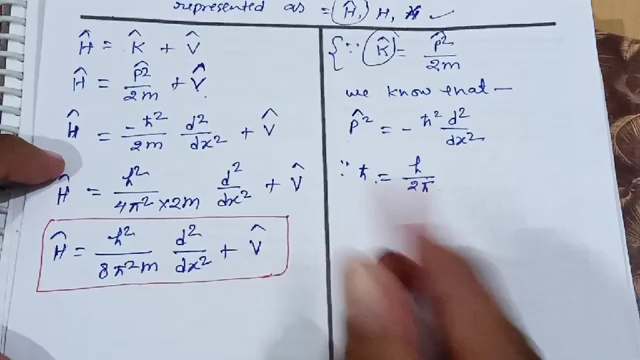 represented as = (Ĥ,) H,
Ĥ = K̂ + V̂
Ĥ = p̂²/2m + V̂
Ĥ = -ħ²/2m d²/dx² + V̂
Ĥ = h²/4π²×2m d²/dx² + V̂
Ĥ = h²/8π²m d²/dx² + V̂
{∵ K̂ = p̂²/2m
we know that —
p̂² = - ħ² d²/dx²
∵ ħ = h/2π